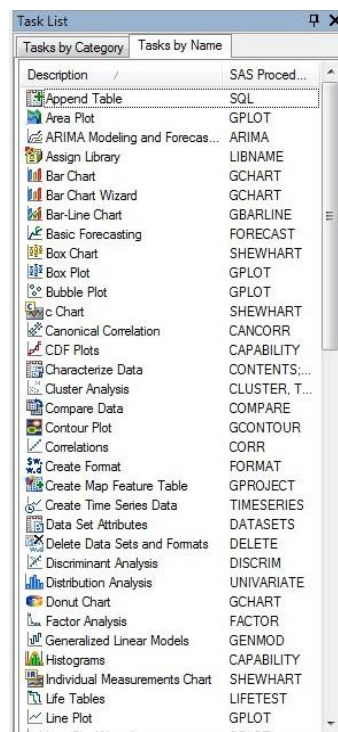 Task List
Tasks by Category Tasks by Name
Description SAS Proced...
Append Table SQL
Area Plot GPLOT
ARIMA Modeling and Forecas... ARIMA
Assign Library LIBNAME
Bar Chart GCHART
Bar Chart Wizard GCHART
Bar-Line Chart GBARLINE
Basic Forecasting FORECAST
Box Chart SHEWHART
Box Plot GPLOT
Bubble Plot GPLOT
c Chart SHEWHART
Canonical Correlation CANCORR
CDF Plots CAPABILITY
Characterize Data CONTENTS;...
Cluster Analysis CLUSTER, T...
Compare Data COMPARE
Contour Plot GCONTOUR
Correlations CORR
Create Format FORMAT
Create Map Feature Table GPROJECT
Create Time Series Data TIMESERIES
Data Set Attributes DATASETS
Delete Data Sets and Formats DELETE
Discriminant Analysis DISCRIM
Distribution Analysis UNIVARIATE
Donut Chart GCHART
Factor Analysis FACTOR
Generalized Linear Models GENMOD
Histograms CAPABILITY
Individual Measurements Chart SHEWHART
Life Tables LIFETEST
Line Plot GPLOT